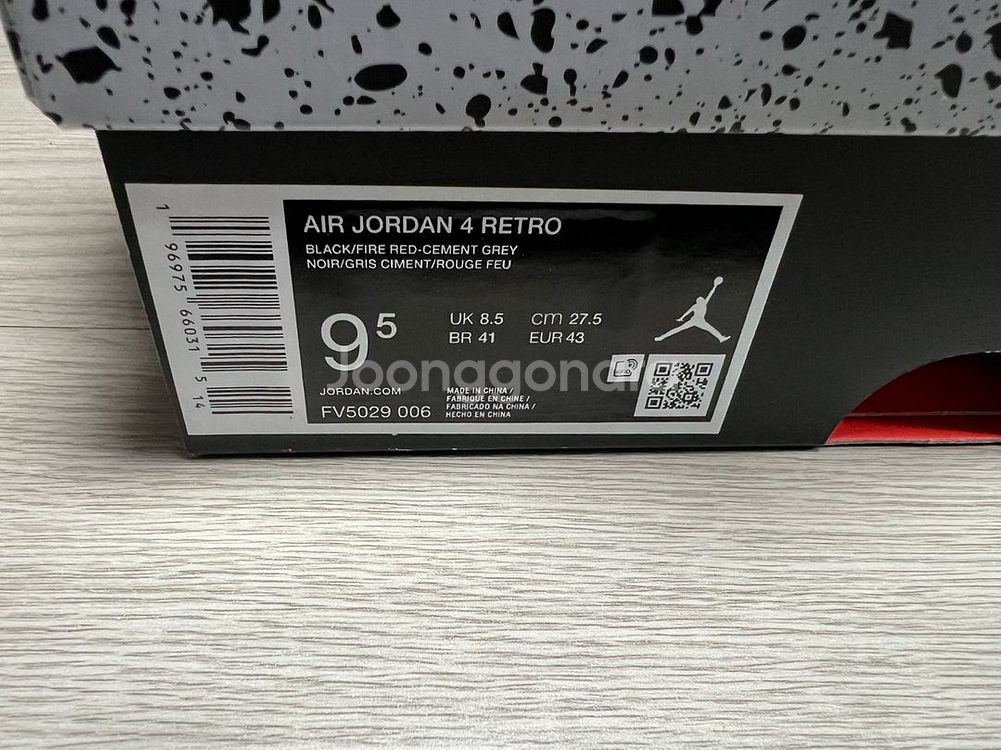 AIR JORDAN 4 RETRO
BLACK/FIRE RED-CEMENT GREY
NOIR/GRIS CIMENT/ROUGE FEU
9⁵
UK 8.5 cm 27.5
BR 41 EUR 43
JORDAN.COM
FV5029 006
MADE IN CHINA /
FABRIQUE EN CHINE /
FABRICADO NA CHINA /
HECHO EN CHINA
1 96975 66031 5 14
Joonggonara